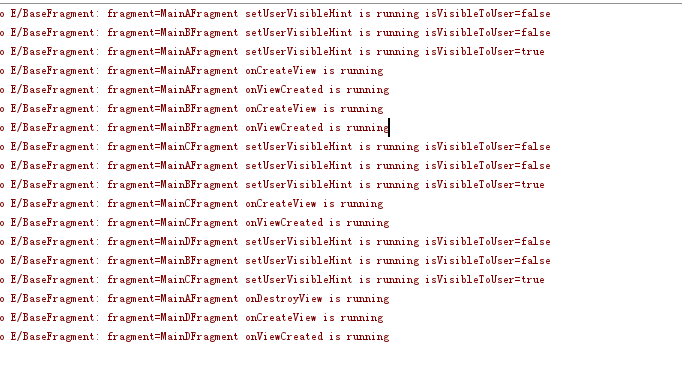 o E/BaseFragment: fragment=MainAFragment setUserVisibleHint is running isVisibleToUser=false
o E/BaseFragment: fragment=MainBFragment setUserVisibleHint is running isVisibleToUser=false
o E/BaseFragment: fragment=MainAFragment setUserVisibleHint is running isVisibleToUser=true
o E/BaseFragment: fragment=MainAFragment onCreateView is running
o E/BaseFragment: fragment=MainAFragment onViewCreated is running
o E/BaseFragment: fragment=MainBFragment onCreateView is running
o E/BaseFragment: fragment=MainBFragment onViewCreated is running
o E/BaseFragment: fragment=MainCFragment setUserVisibleHint is running isVisibleToUser=false
o E/BaseFragment: fragment=MainAFragment setUserVisibleHint is running isVisibleToUser=false
o E/BaseFragment: fragment=MainBFragment setUserVisibleHint is running isVisibleToUser=true
o E/BaseFragment: fragment=MainCFragment onCreateView is running
o E/BaseFragment: fragment=MainCFragment onViewCreated is running
o E/BaseFragment: fragment=MainDFragment setUserVisibleHint is running isVisibleToUser=false
o E/BaseFragment: fragment=MainBFragment setUserVisibleHint is running isVisibleToUser=false
o E/BaseFragment: fragment=MainCFragment setUserVisibleHint is running isVisibleToUser=true
o E/BaseFragment: fragment=MainAFragment onDestroyView is running
o E/BaseFragment: fragment=MainDFragment onCreateView is running
o E/BaseFragment: fragment=MainDFragment onViewCreated is running